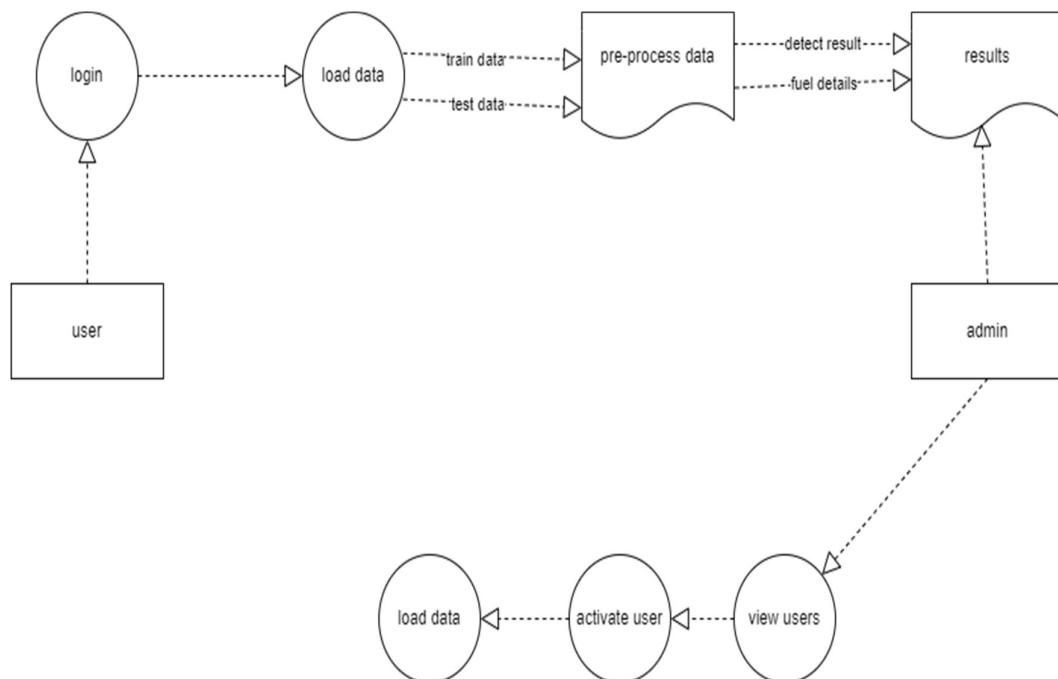 login
load data
train data
test data
pre-process data
detect result
fuel details
results
user
admin
load data
activate user
view users